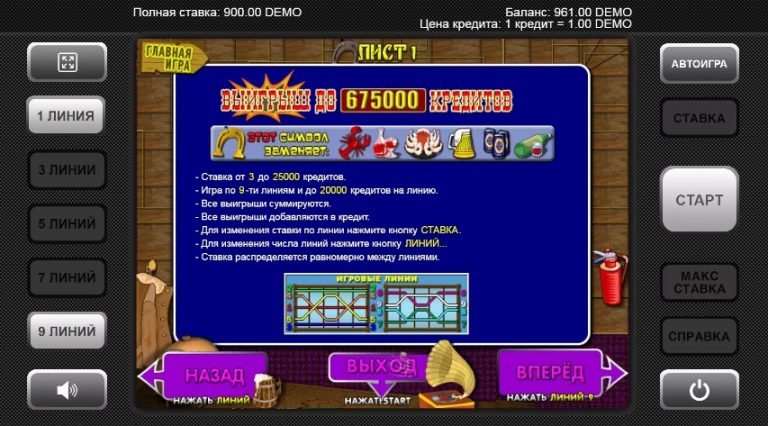 Полная ставка: 900.00 DEMO
Баланс: 961.00 DEMO
Цена кредита: 1 кредит = 1.00 DEMO
ГЛАВНАЯ
ИГРА
ЛИСТ 1
АВТОИГРА
ВЫИГРЫШ ДО 675000 КРЕДИТОВ
1 ЛИНИЯ
СТАВКА
ЭТОТ СИМВОЛ
ЗАМЕНЯЕТ:
3 ЛИНИИ
- Ставка от 3 до 25000 кредитов.
- Игра по 9-ти линиям и до 20000 кредитов на линию.
- Все выигрыши суммируются.
- Все выигрыши добавляются в кредит.
- Для изменения ставки по линии нажмите кнопку СТАВКА.
- Для изменения числа линий нажмите кнопку ЛИНИЙ...
- Ставка распределяется равномерно между линиями.
СТАРТ
5 ЛИНИЙ
7 ЛИНИЙ
ИГРОВЫЕ ЛИНИИ
МАКС
СТАВКА
9 ЛИНИЙ
СПРАВКА
НАЗАД
ВЫХОД
ВПЕРЁД
НАЖАТЬ ЛИНИЙ
НАЖАТЬ START
НАЖАТЬ ЛИНИЙ 9